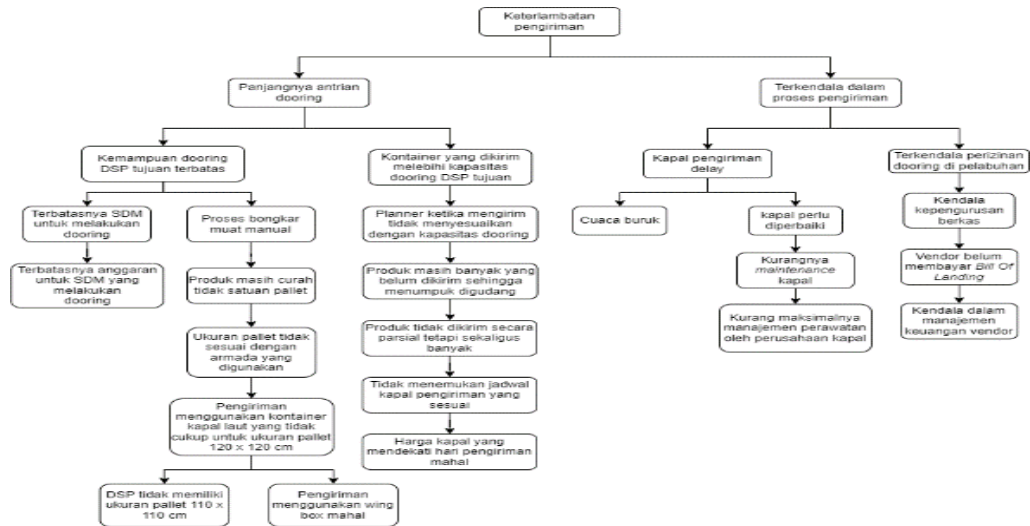 Keterlambatan
pengiriman
Panjangnya antrian
dooring
Terkendala dalam
proses pengiriman
Kemampuan dooring
DSP tujuan terbatas
Kontainer yang dikirim
melebihi kapasitas
dooring DSP tujuan
Kapal pengiriman
delay
Terkendala perizinan
dooring di pelabuhan
Terbatasnya SDM
untuk melakukan
dooring
Proses bongkar
muat manual
Planner ketika mengirim
tidak menyesuaikan
dengan kapasitas dooring
Cuaca buruk
kapal perlu
diperbaiki
Kendala
kepengurusan
berkas
Terbatasnya anggaran
untuk SDM yang
melakukan
dooring
Produk masih curah
tidak satuan pallet
Produk masih banyak yang
belum dikirim sehingga
menumpuk digudang
Kurangnya
maintenance
kapal
Vendor belum
membayar Bill Of
Landing
Ukuran pallet tidak
sesuai dengan
armada yang
digunakan
Produk tidak dikirim secara
parsial tetapi sekaligus
banyak
Kurang maksimalnya
manajemen perawatan
oleh perusahaan kapal
Kendala dalam
manajemen
keuangan vendor
Pengiriman
menggunakan kontainer
kapal laut yang tidak
cukup untuk ukuran pallet
120 x 120 cm
Tidak menemukan jadwal
kapal pengiriman yang
sesuai
Harga kapal yang
mendekati hari pengiriman
mahal
DSP tidak memiliki
ukuran pallet 110 x
110 cm
Pengiriman
menggunakan wing
box mahal